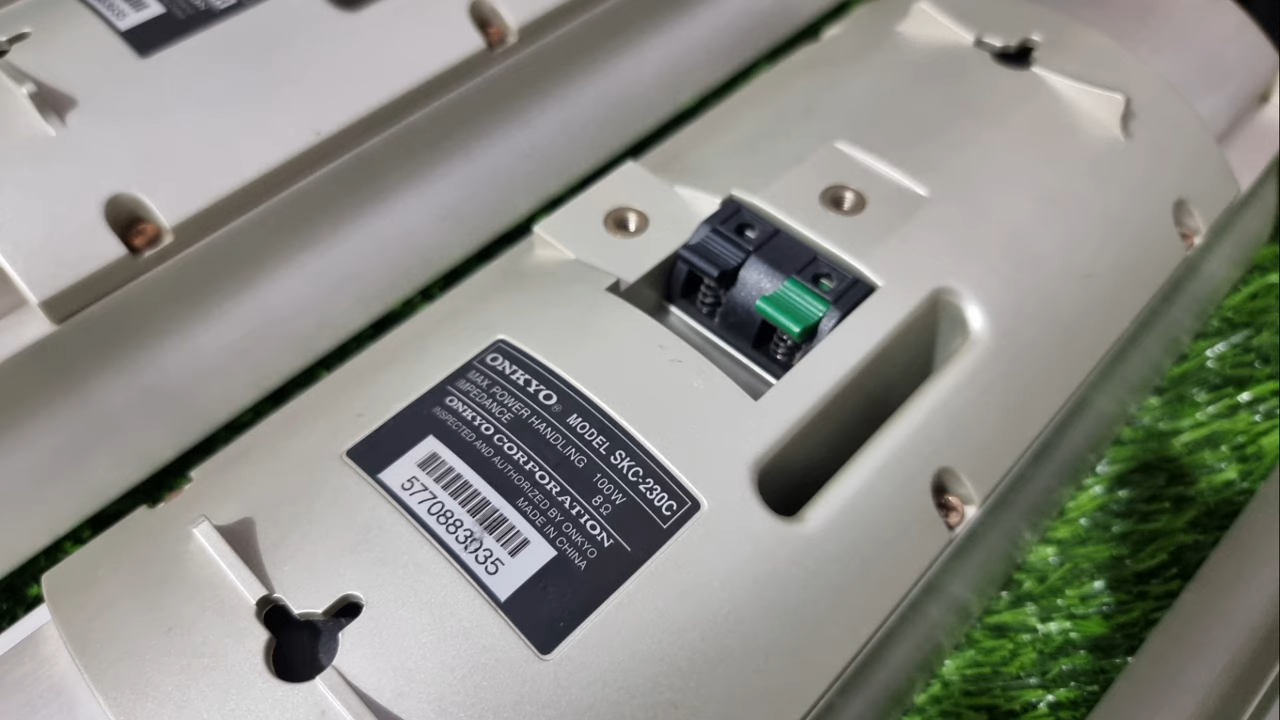 ONKYO® MODEL SKC-230C
MAX. POWER HANDLING 100W
IMPEDANCE 8Ω
ONKYO CORPORATION
INSPECTED AND AUTHORIZED BY ONKYO
MADE IN CHINA
5770883035